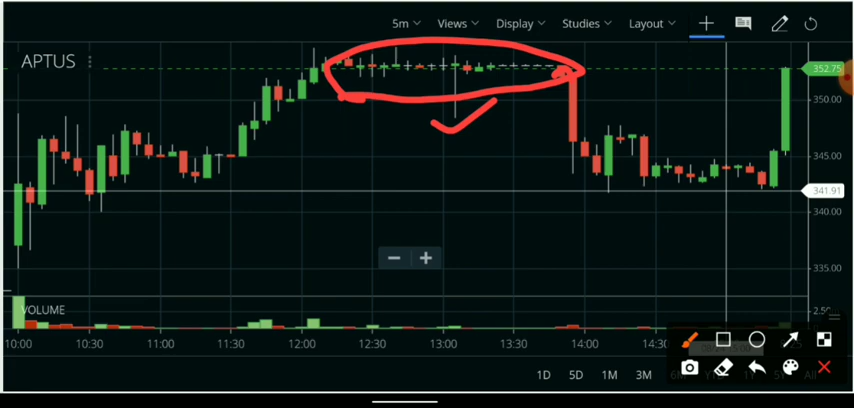 5m Views Display Studies Layout
APTUS
352.75
350.00
345.00
341.91
340.00
335.00
VOLUME
10:00 10:30 11:00 11:30 12:00 12:30 13:00 13:30 14:00 14:30
1D 5D 1M 3M